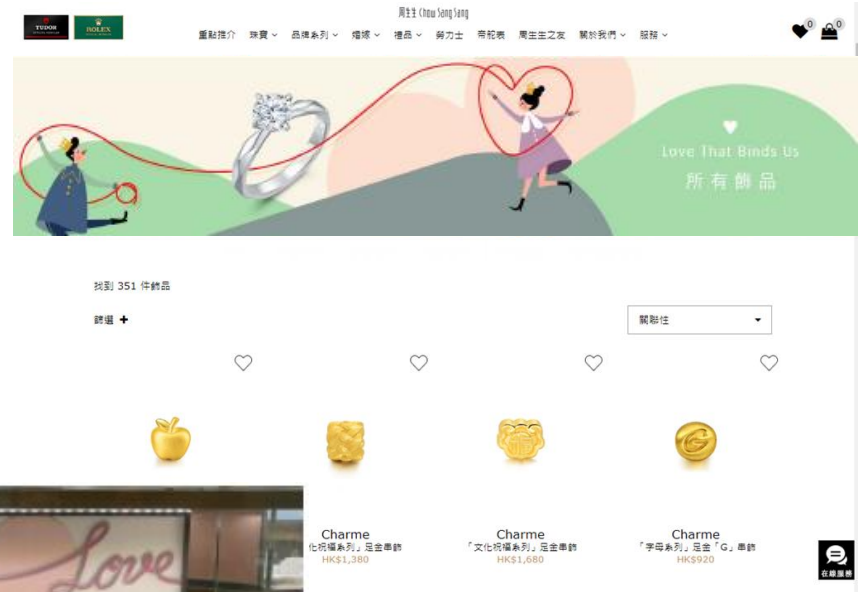 周生生 Chow Sang Sang
TUDOR
ROLEX
重點推介 珠寶 品牌系列 婚嫁 禮品 勞力士 帝舵表 周生生之友 關於我們 服務
0 0
Love That Binds Us
所有飾品
找到 351 件飾品
篩選 +
關聯性
Charme Charme Charme
化祝福系列」足金串飾 「文化祝福系列」足金串飾 「字母系列」足金「G」串飾
HK$1,380 HK$1,680 HK$920
Love
在線服務